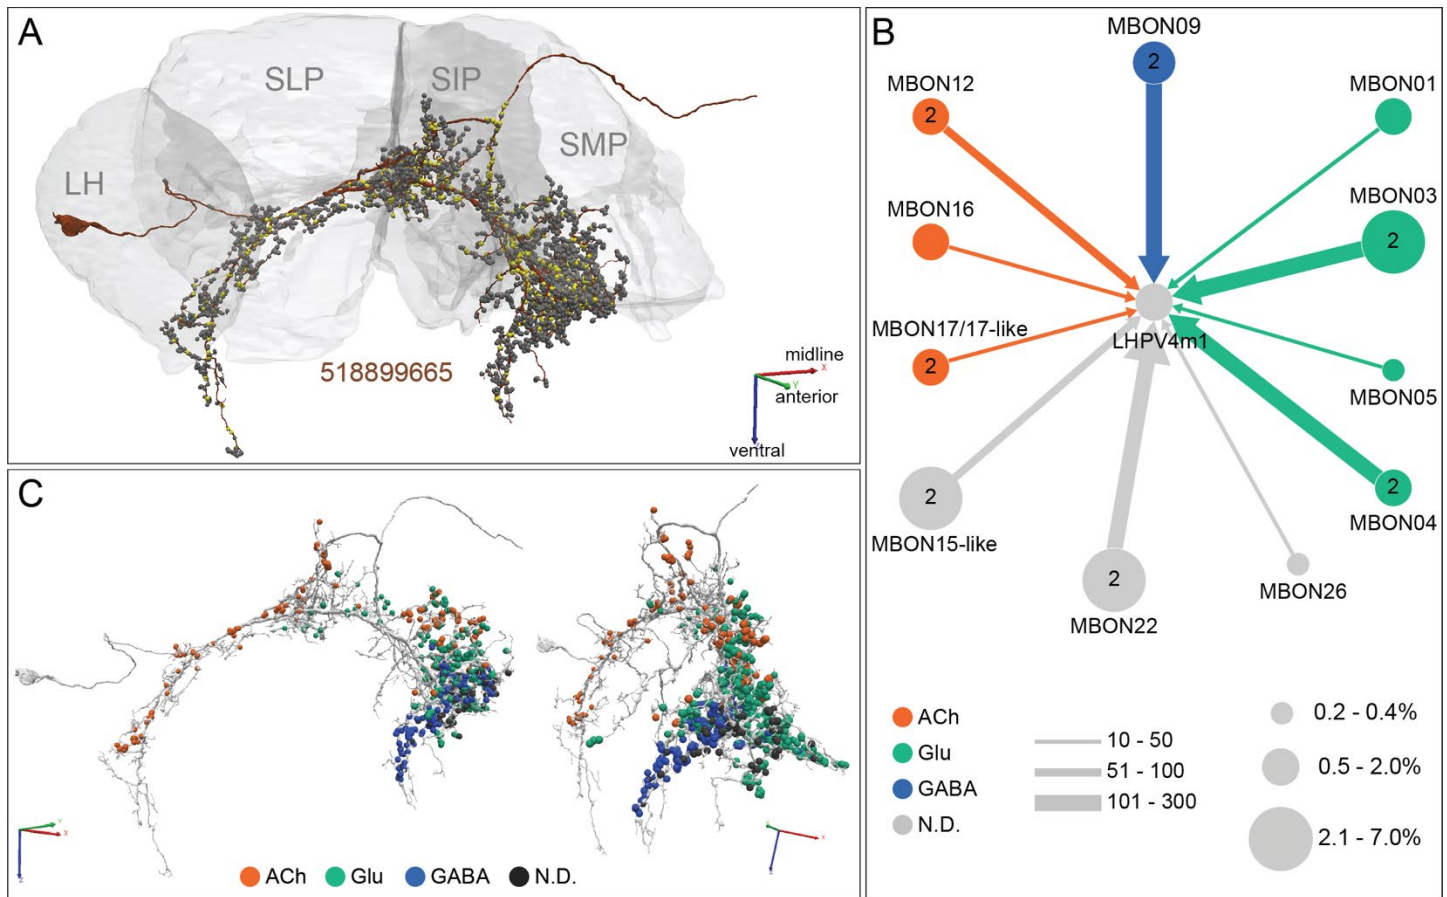 A
SLP
SIP
SMP
LH
518899665
midline
X
Y
anterior
Z
ventral
B
MBON09
2
MBON12
2
MBON01
MBON16
MBON03
2
MBON17/17-like
2
LHPV4m1
MBON05
MBON15-like
2
MBON22
2
MBON26
MBON04
2
ACh
Glu
GABA
N.D.
10 - 50
51 - 100
101 - 300
0.2 - 0.4%
0.5 - 2.0%
2.1 - 7.0%
C
Y
X
Z
X
Z
ACh
Glu
GABA
N.D.